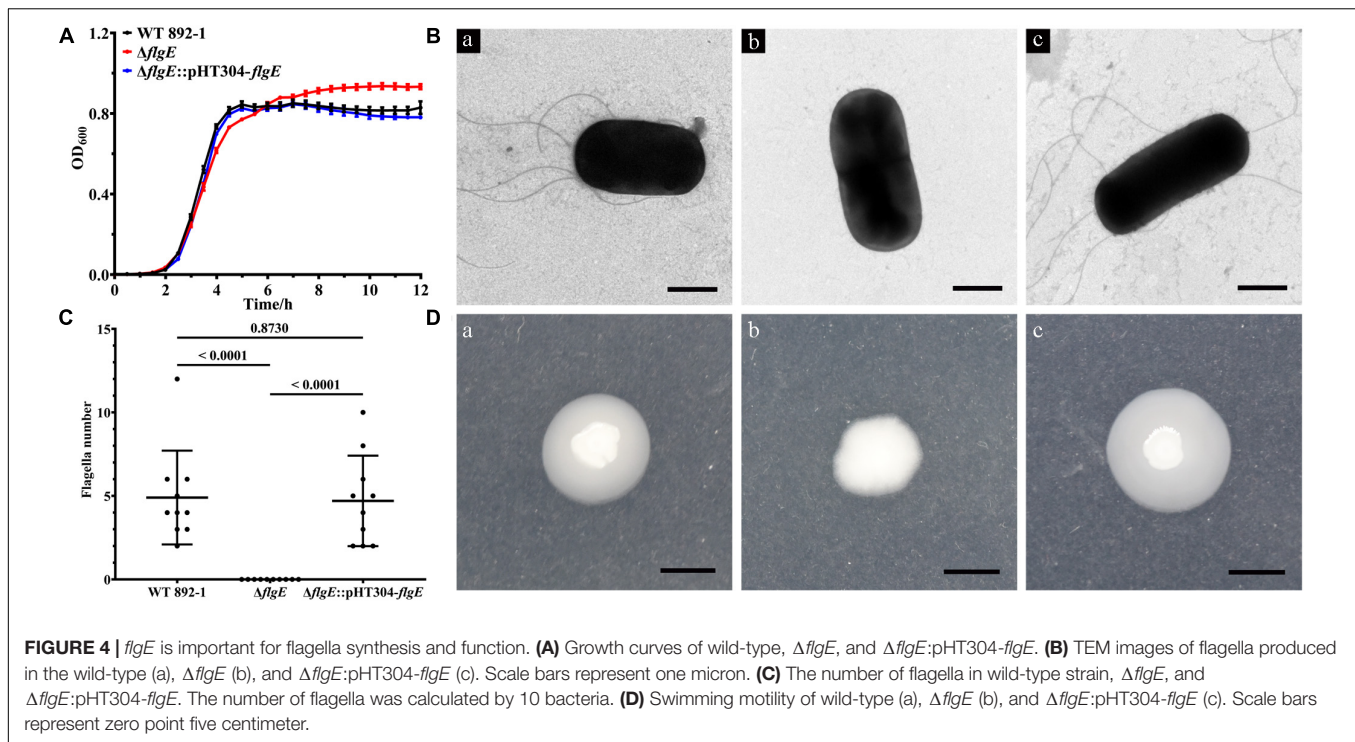 A
1.2
0.8
0.4
0.0
OD600
WT 892-1
ΔflgE
ΔflgE::pHT304-flgE
0 2 4 6 8 10 12
Time/h
B
a
b
c
C
15
10
5
0
Flagella number
0.8730
< 0.0001
< 0.0001
WT 892-1 ΔflgE ΔflgE::pHT304-flgE
D
a
b
c
FIGURE 4 | flgE is important for flagella synthesis and function. (A) Growth curves of wild-type, ΔflgE, and ΔflgE:pHT304-flgE. (B) TEM images of flagella produced
in the wild-type (a), ΔflgE (b), and ΔflgE:pHT304-flgE (c). Scale bars represent one micron. (C) The number of flagella in wild-type strain, ΔflgE, and
ΔflgE:pHT304-flgE. The number of flagella was calculated by 10 bacteria. (D) Swimming motility of wild-type (a), ΔflgE (b), and ΔflgE:pHT304-flgE (c). Scale bars
represent zero point five centimeter.